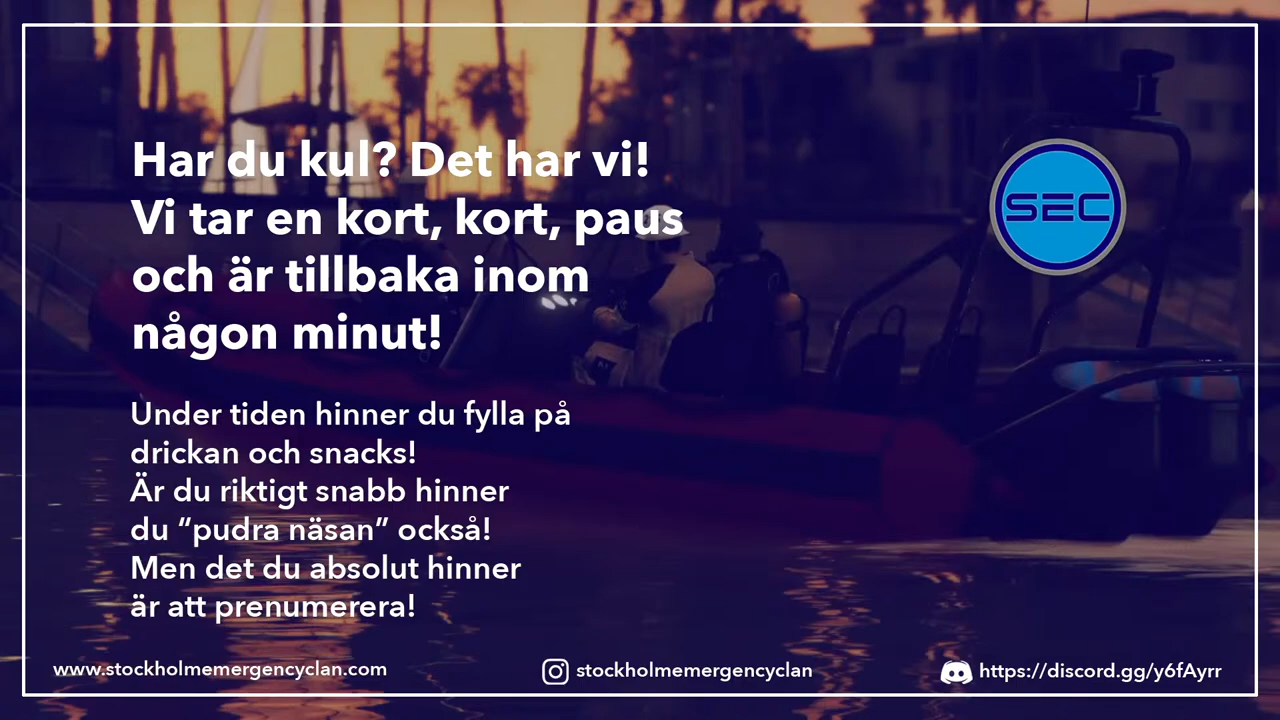 Har du kul? Det har vi!
Vi tar en kort, kort, paus
och är tillbaka inom
någon minut!
SEC
Under tiden hinner du fylla på
drickan och snacks!
Är du riktigt snabb hinner
du ”pudra näsan” också!
Men det du absolut hinner
är att prenumerera!
www.stockholmemergencyclan.com
stockholmemergencyclan
https://discord.gg/y6fAyrr